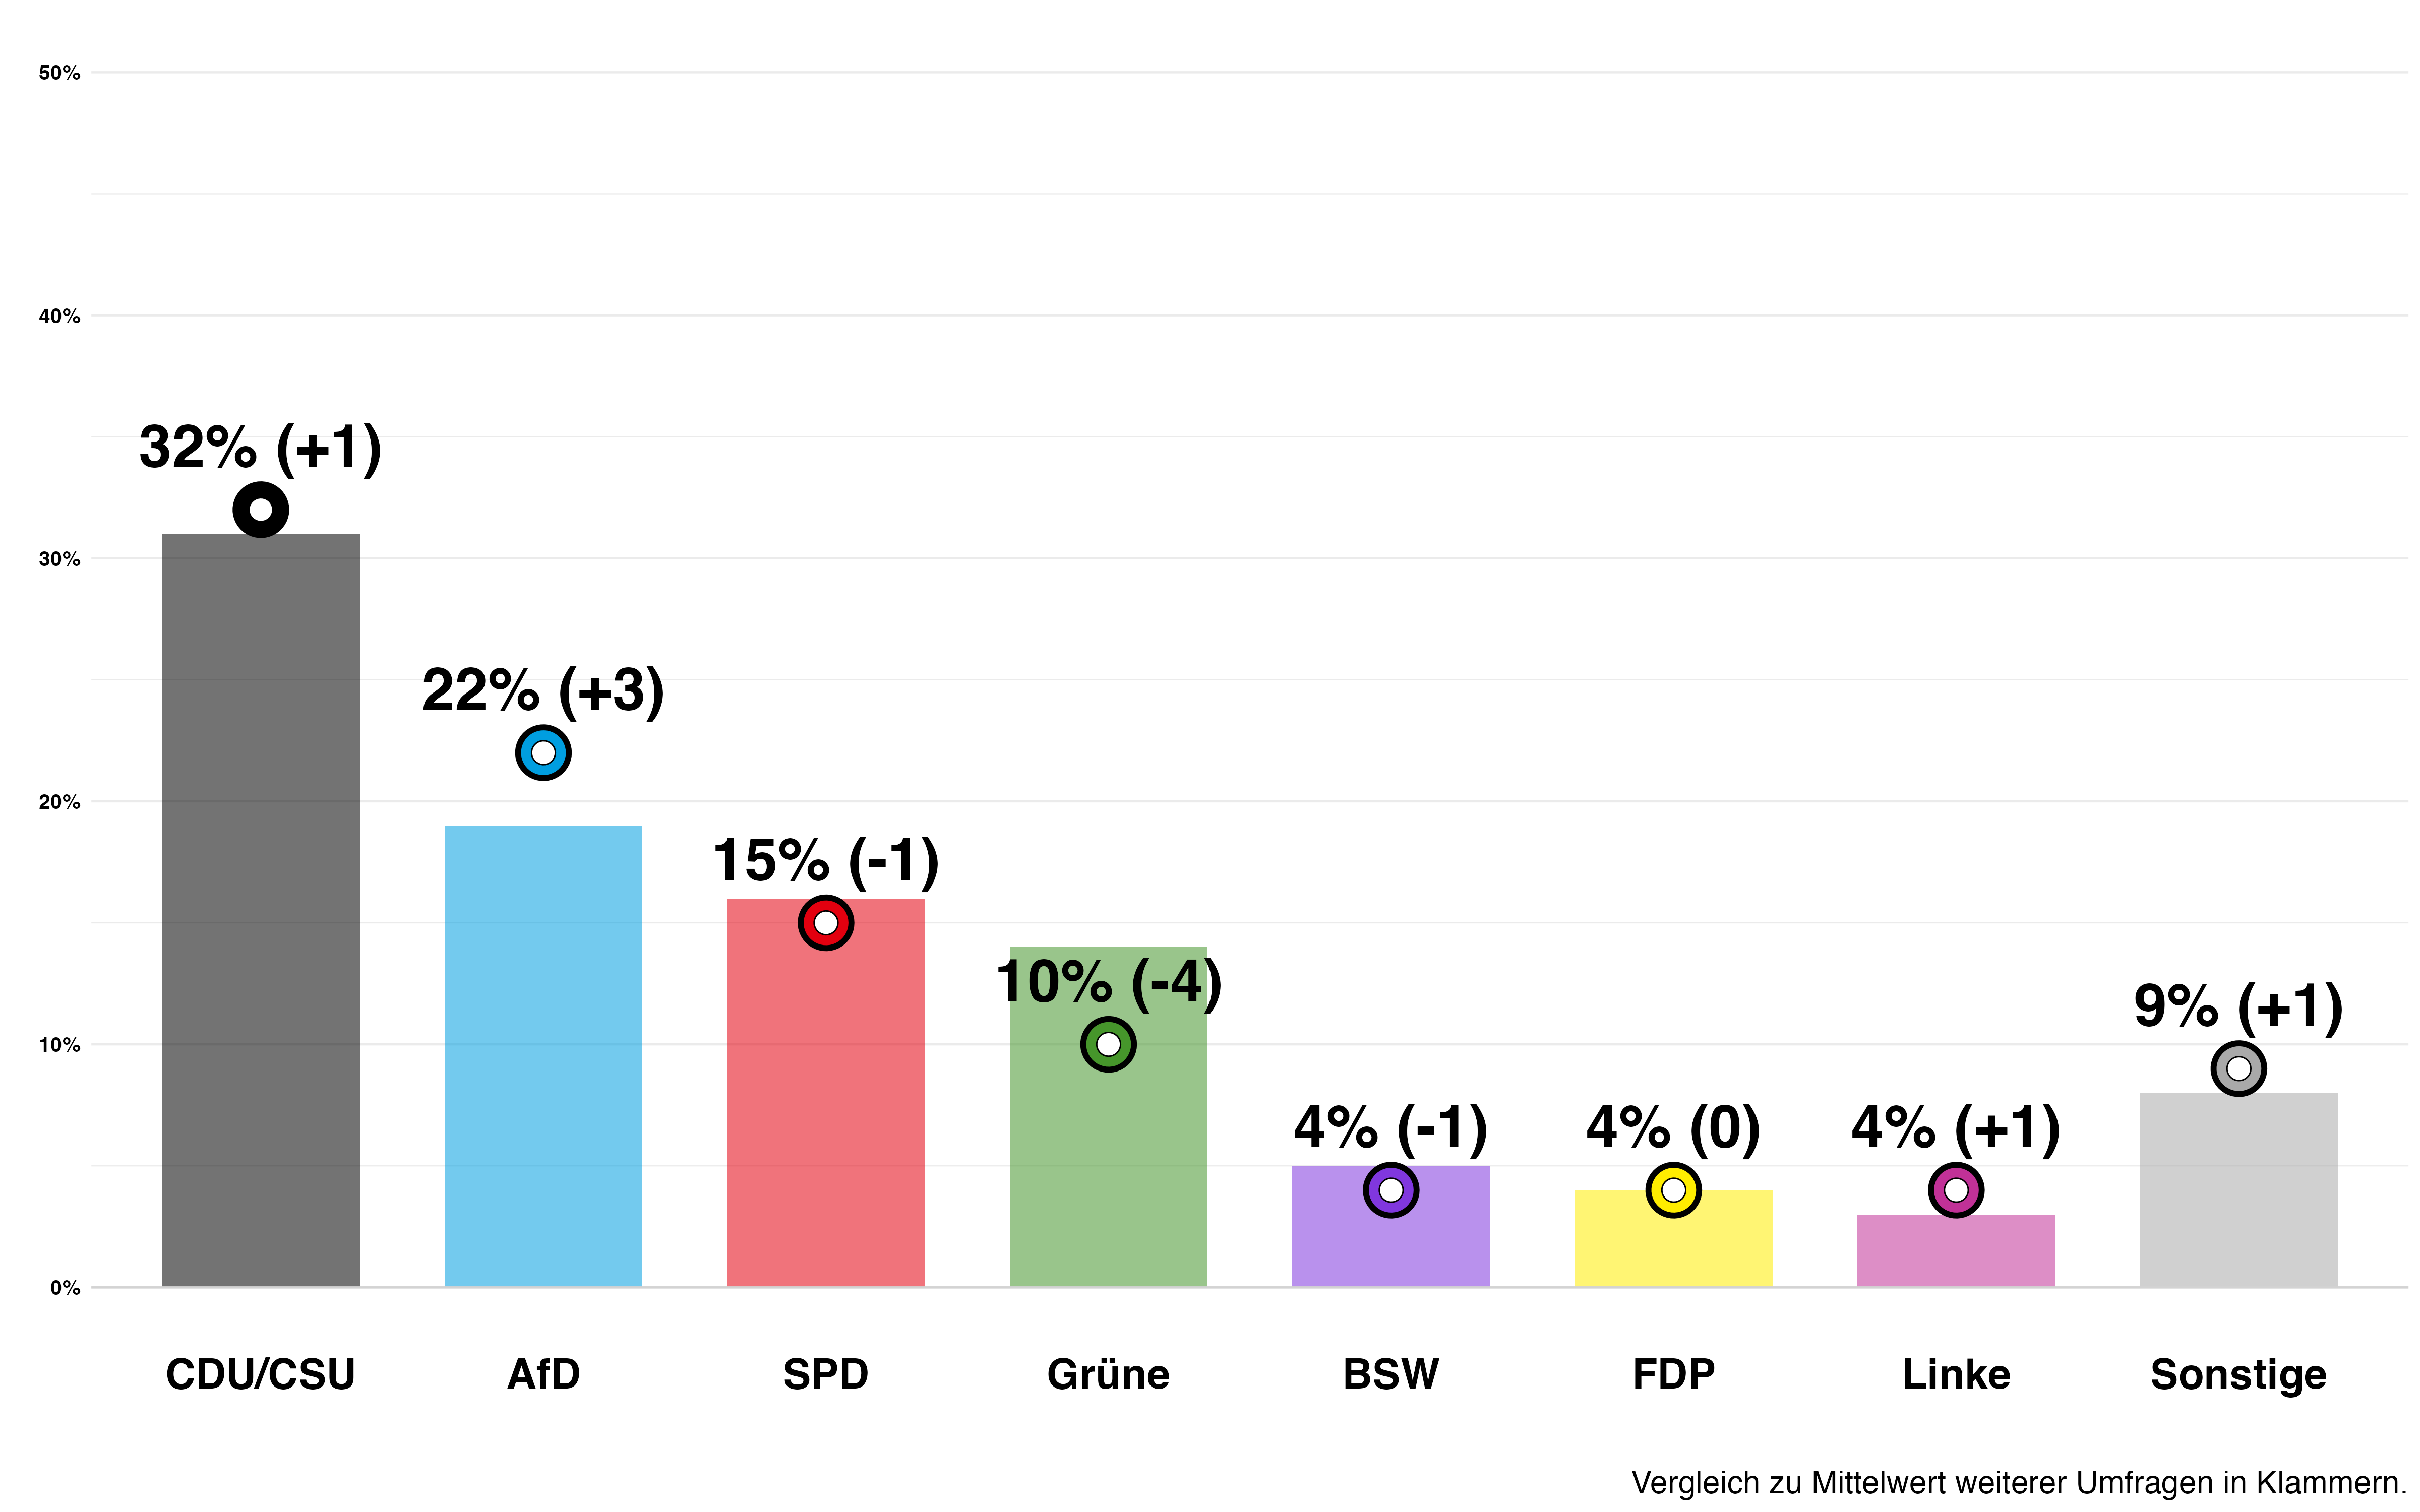 50%
40%
30%
20%
10%
0%
32% (+1)
22% (+3)
15% (-1)
10% (-4)
4% (-1)
4% (0)
4% (+1)
9% (+1)
CDU/CSU
AfD
SPD
Grüne
BSW
FDP
Linke
Sonstige
Vergleich zu Mittelwert weiterer Umfragen in Klammern.